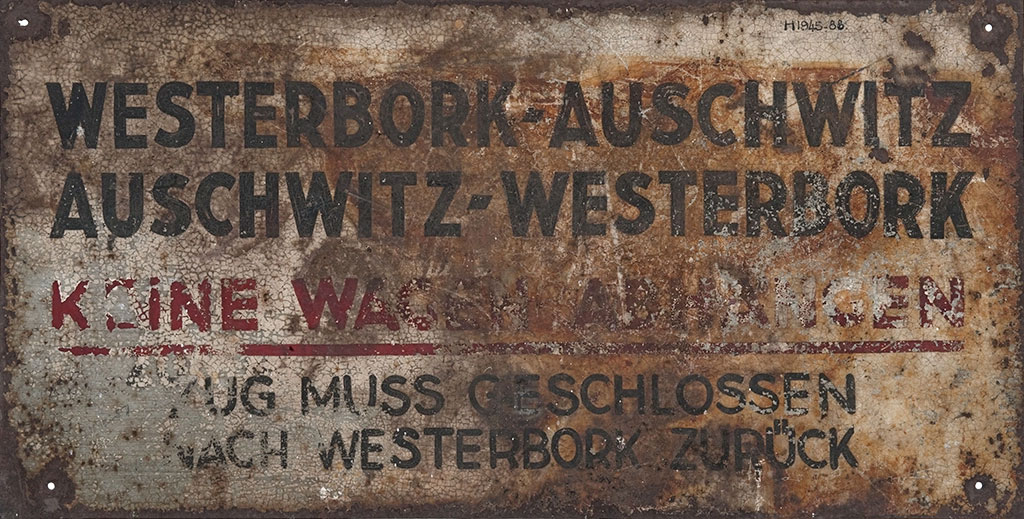 H1945-88.
WESTERBORK-AUSCHWITZ
AUSCHWITZ-WESTERBORK
KEINE WAGEN ABHÄNGEN
ZUG MUSS GESCHLOSSEN
NACH WESTERBORK ZURÜCK